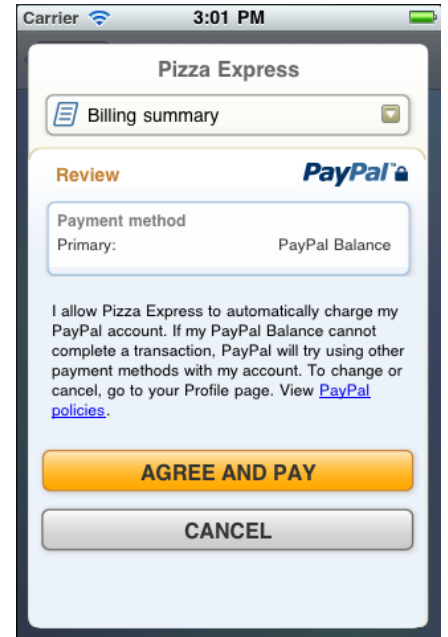 Carrier 3:01 PM
Pizza Express
Billing summary
Review PayPal™
Payment method
Primary: PayPal Balance
I allow Pizza Express to automatically charge my
PayPal account. If my PayPal Balance cannot
complete a transaction, PayPal will try using other
payment methods with my account. To change or
cancel, go to your Profile page. View PayPal
policies.
AGREE AND PAY
CANCEL